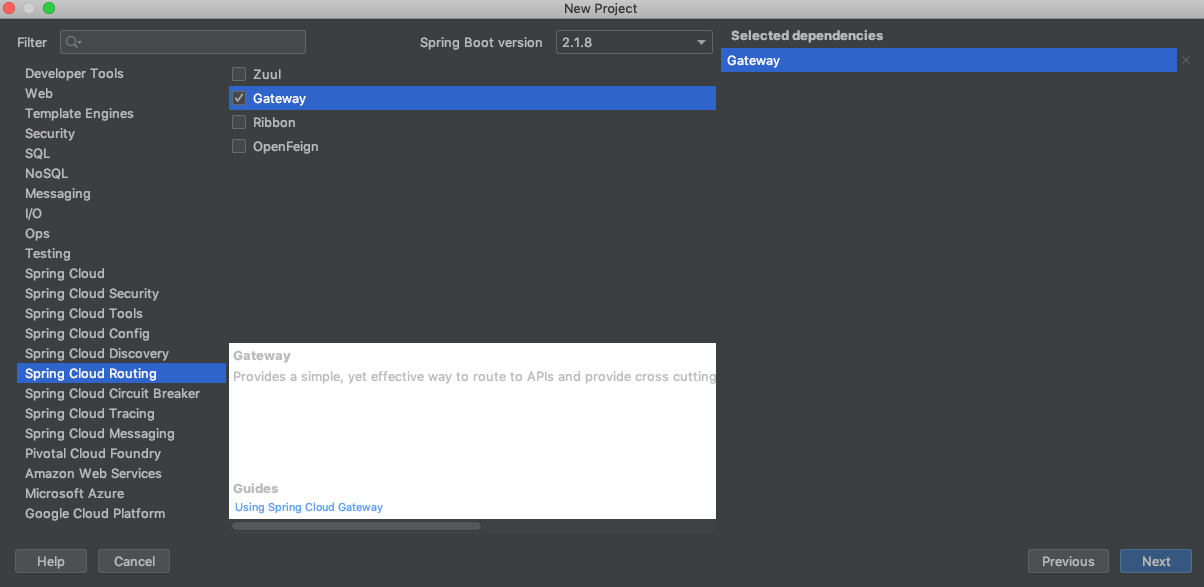 New Project
Filter
Spring Boot version
2.1.8
Selected dependencies
Gateway
Developer Tools
Web
Template Engines
Security
SQL
NoSQL
Messaging
I/O
Ops
Testing
Spring Cloud
Spring Cloud Security
Spring Cloud Tools
Spring Cloud Config
Spring Cloud Discovery
Spring Cloud Routing
Spring Cloud Circuit Breaker
Spring Cloud Tracing
Spring Cloud Messaging
Pivotal Cloud Foundry
Amazon Web Services
Microsoft Azure
Google Cloud Platform
Zuul
Gateway
Ribbon
OpenFeign
Gateway
Provides a simple, yet effective way to route to APIs and provide cross cutting
Guides
Using Spring Cloud Gateway
Help
Cancel
Previous
Next